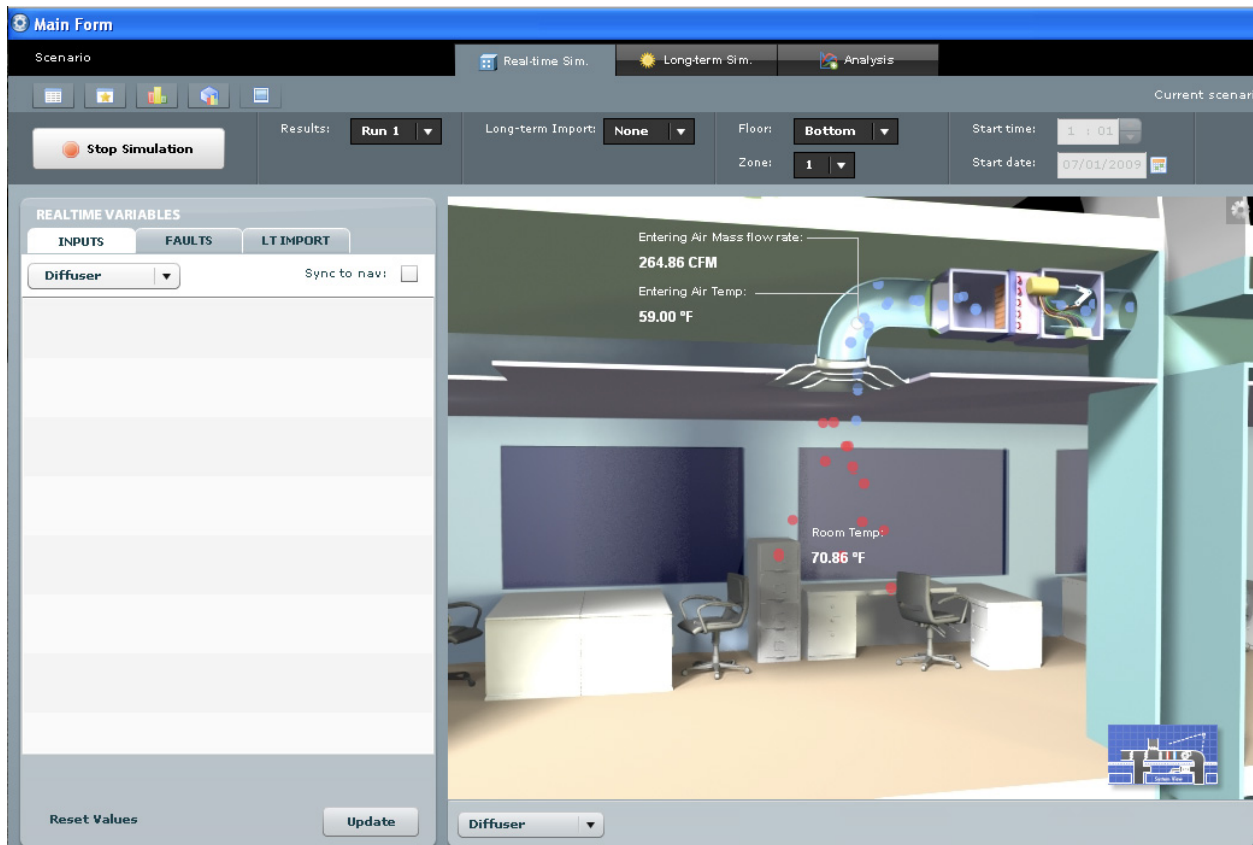 Main Form
Scenario
Real-time Sim.
Long-term Sim.
Analysis
Current scenari
Stop Simulation
Results:
Run 1
Long-term Import:
None
Floor:
Bottom
Zone:
1
Start time:
1 : 01
Start date:
07/01/2009
REALTIME VARIABLES
INPUTS
FAULTS
LT IMPORT
Diffuser
Sync to nav:
Entering Air Mass flow rate:
264.86 CFM
Entering Air Temp:
59.00 °F
Room Temp:
70.86 °F
System View
Reset Values
Update
Diffuser